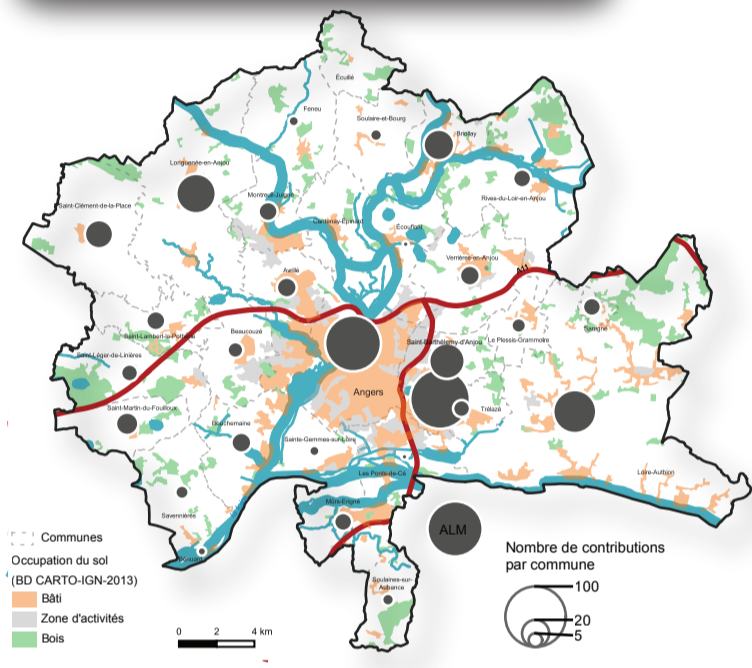 Écuillé
Feneu
Soulaire-et-Bourg
Briollay
Longuenée-en-Anjou
Rives-du-Loir-en-Anjou
Montreuil-Juigné
Saint-Clément-de-la-Place
Cantenay-Épinard
Écouflant
Verrières-en-Anjou
A11
Avrillé
Sarrigné
Saint-Lambert-la-Potherie
Le Plessis-Grammoire
Beaucouzé
Saint-Barthélemy-d'Anjou
Saint-Léger-de-Linières
Angers
Saint-Martin-du-Fouilloux
Trélazé
Bouchemaine
Sainte-Gemmes-sur-Loire
Les Ponts-de-Cé
Loire-Authion
Savennières
Mûrs-Erigné
ALM
Béhuard
Soulaines-sur-
Aubance
Communes
Occupation du sol
(BD CARTO-IGN-2013)
Bâti
Zone d'activités
Bois
0 2 4 km
Nombre de contributions
par commune
100
20
5